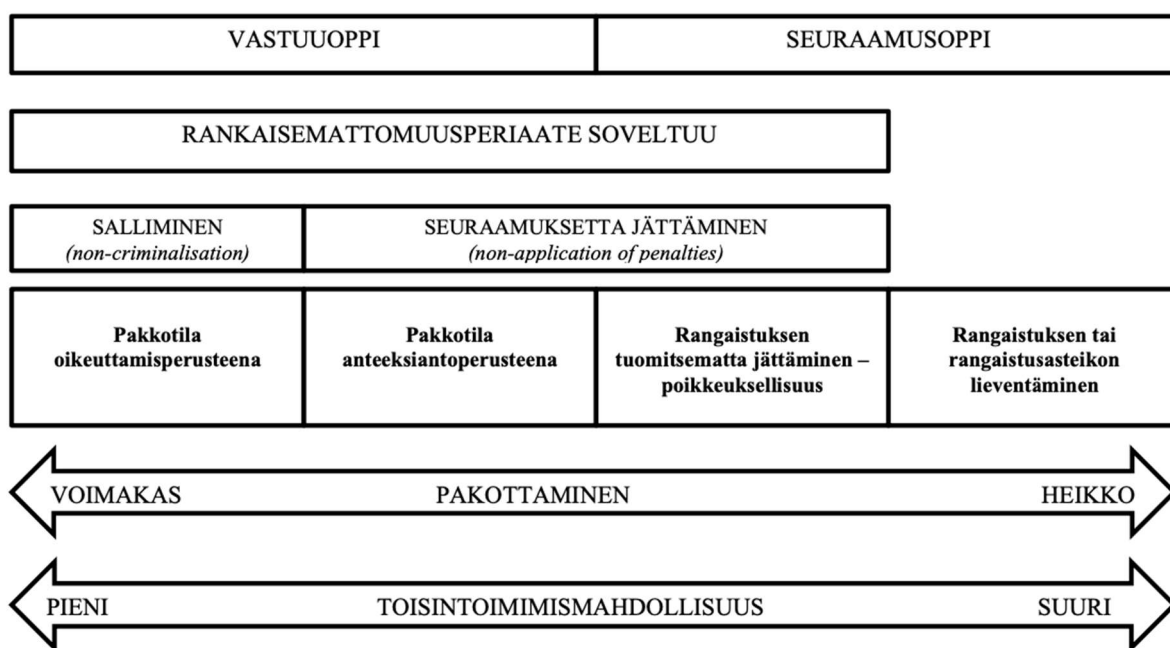 VASTUUOPPI
SEURAAMUSOPPI
RANKAISEMATTOMUUSPERIAATE SOVELTUU
SALLIMINEN
(non-criminalisation)
SEURAAMUKSETTA JÄTTÄMINEN
(non-application of penalties)
Pakkotila
oikeuttamisperusteena
Pakkotila
anteeksiantoperusteena
Rangaistuksen
tuomitsematta jättäminen –
poikkeuksellisuus
Rangaistuksen tai
rangaistusasteikon
lieventäminen
VOIMAKAS PAKOTTAMINEN HEIKKO
PIENI TOISINTOIMIMISMAHDOLLISUUS SUURI